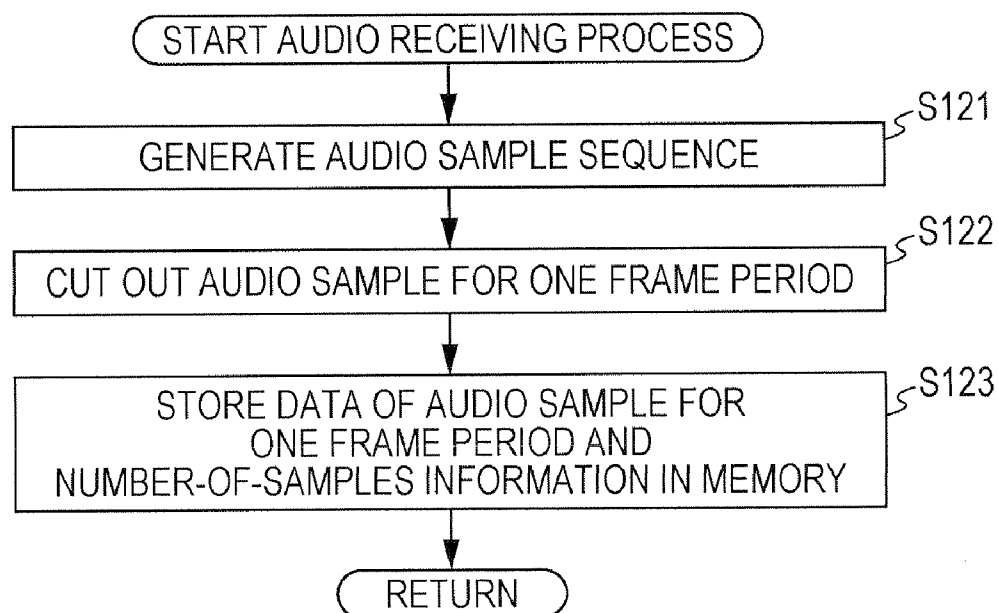 START AUDIO RECEIVING PROCESS
S121
GENERATE AUDIO SAMPLE SEQUENCE
S122
CUT OUT AUDIO SAMPLE FOR ONE FRAME PERIOD
S123
STORE DATA OF AUDIO SAMPLE FOR
ONE FRAME PERIOD AND
NUMBER-OF-SAMPLES INFORMATION IN MEMORY
RETURN